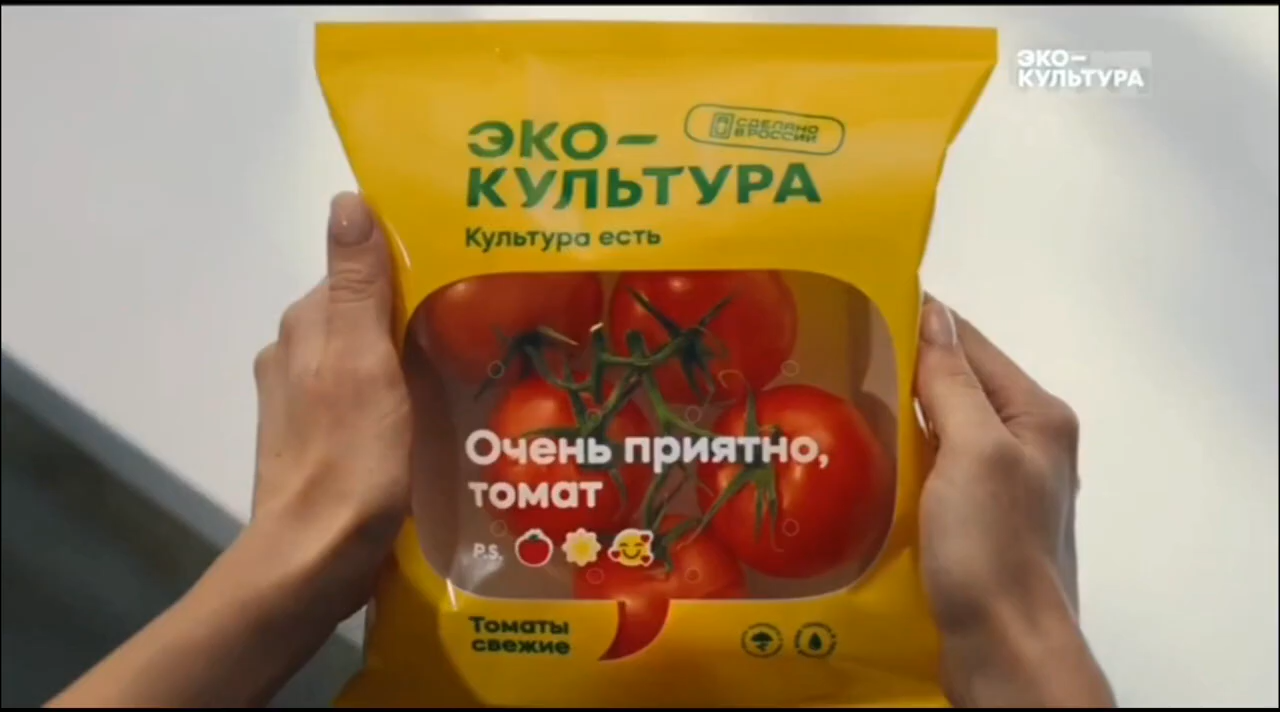 ЭКО–
КУЛЬТУРА
СДЕЛАНО
В РОССИИ
ЭКО–
КУЛЬТУРА
Культура есть
Очень приятно,
томат
P.S.
Томаты
свежие